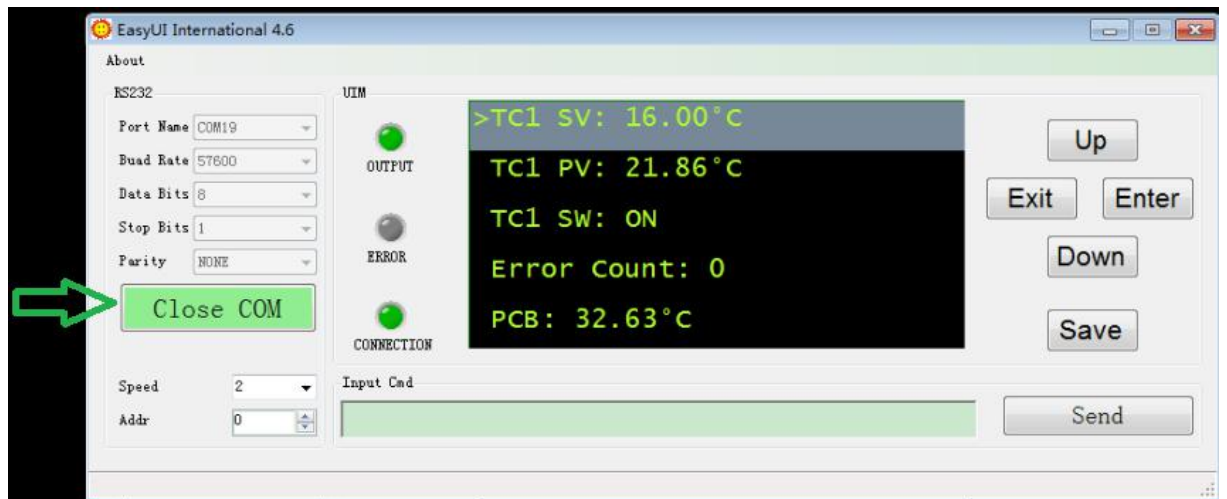 EasyUI International 4.6
About
RS232
Port Name COM19
Buad Rate 57600
Data Bits 8
Stop Bits 1
Parity NONE
Close COM
Speed 2
Addr 0
UIM
OUTPUT
ERROR
CONNECTION
>TC1 SV: 16.00°C
TC1 PV: 21.86°C
TC1 SW: ON
Error Count: 0
PCB: 32.63°C
Up
Exit Enter
Down
Save
Input Cmd
Send